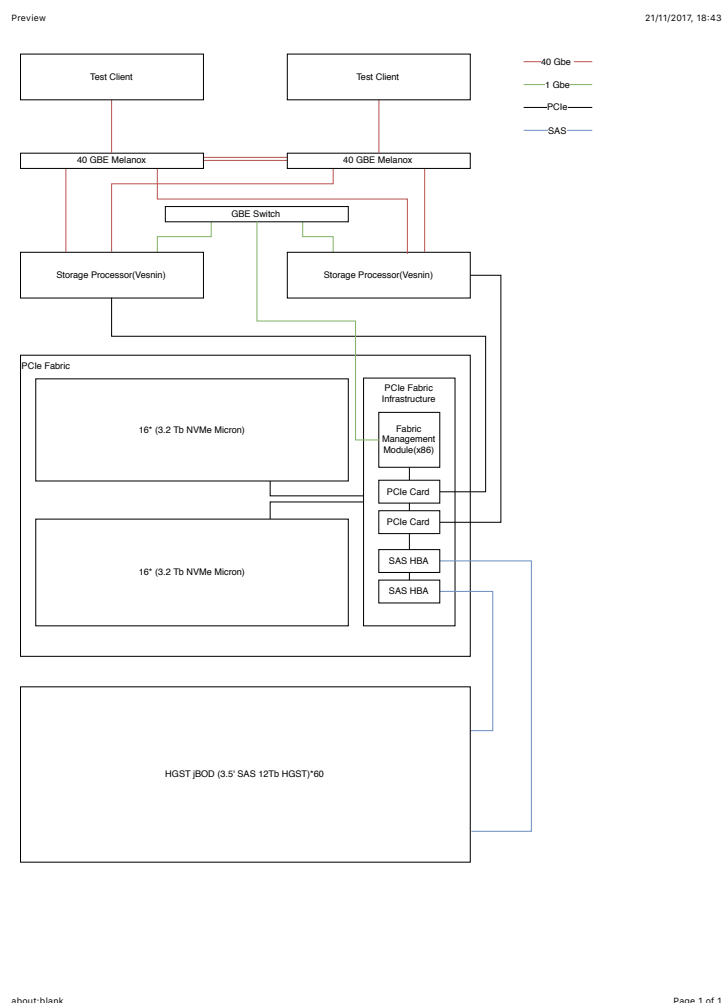 Preview 21/11/2017, 18:43
Test Client
Test Client
40 Gbe
1 Gbe
PCIe
SAS
40 GBE Melanox
40 GBE Melanox
GBE Switch
Storage Processor(Vesnin)
Storage Processor(Vesnin)
PCIe Fabric
16* (3.2 Tb NVMe Micron)
PCIe Fabric
Infrastructure
Fabric
Management
Module(x86)
PCIe Card
PCIe Card
16* (3.2 Tb NVMe Micron)
SAS HBA
SAS HBA
HGST jBOD (3.5' SAS 12Tb HGST)*60
about:blank Page 1 of 1